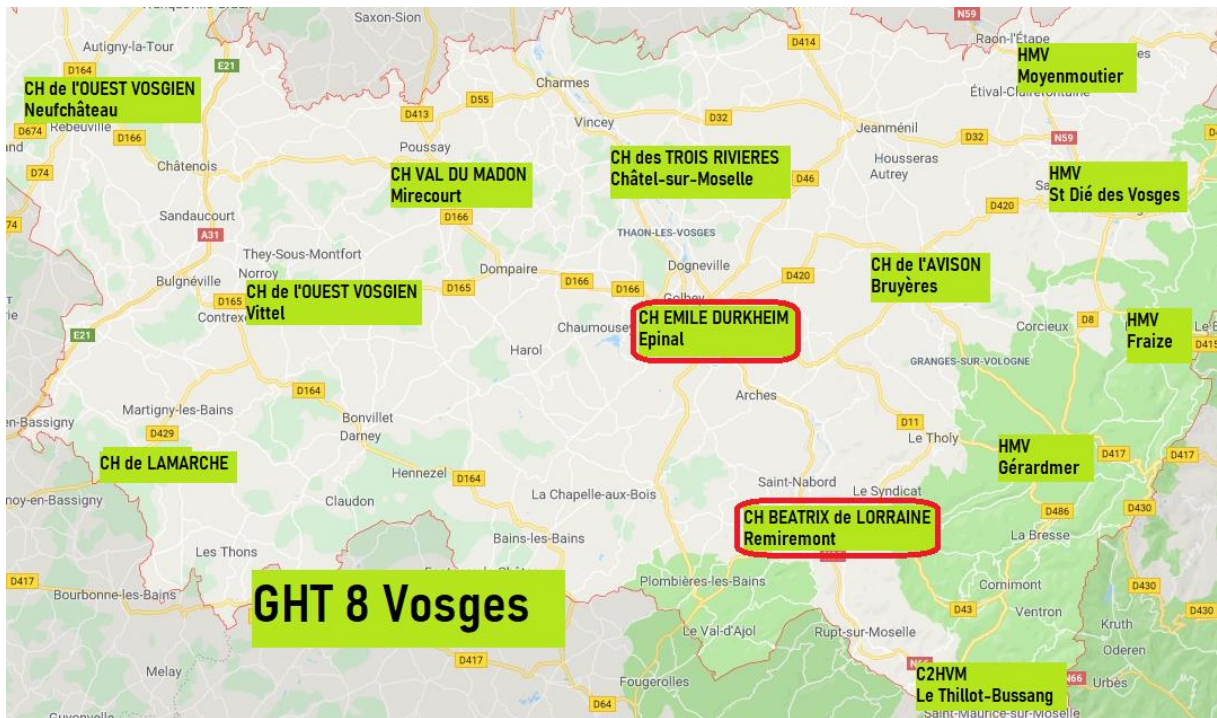 Saxon-Sion
N59
Raon-l'Étape
Autigny-la-Tour
D414
HMV
Moyenmoutier
D164
E21
CH de l'OUEST VOSGIEN
Neufchâteau
Charmes
Étival-Clairefontaine
D55
D413
D32
Vincey
Jeanménil
D674
Rebeuville
D166
D32
N59
Poussay
Châtenois
D74
CH VAL DU MADON
Mirecourt
CH des TROIS RIVIERES
Châtel-sur-Moselle
D46
Housseras
Autrey
HMV
St Dié des Vosges
D420
Sandaucourt
D166
A31
THAON-LES-VOSGES
They-Sous-Montfort
Dompaire
Dogneville
Bulgnéville
Norroy
D166
D166
D420
CH de l'AVISON
Bruyères
D165
CH de l'OUEST VOSGIEN
Vittel
D165
Golbey
CH EMILE DURKHEIM
Epinal
Corcieux
D8
HMV
Fraize
E21
Harol
D415
GRANGES-SUR-VOLOGNE
D164
Arches
Martigny-les-Bains
Bonvillet
Darney
D11
D429
Le Tholy
CH de LAMARCHE
HMV
Gérardmer
D417
D417
Hennezel
D164
Saint-Nabord
Le Syndicat
Claudon
La Chapelle-aux-Bois
D430
CH BEATRIX de LORRAINE
Remiremont
D486
La Bresse
Bains-les-Bains
Les Thons
D417
Bourbonne-les-Bains
GHT 8 Vosges
Plombières-les-Bains
Cornimont
D430
D43
Ventron
D430
Kruth
Le Val-d'Ajol
Rupt-sur-Moselle
Oderen
D417
Melay
N66
C2HVM
Le Thillot-Bussang
N66
Urbès
Fougerolles
D64
Saint-Maurice-sur-Moselle